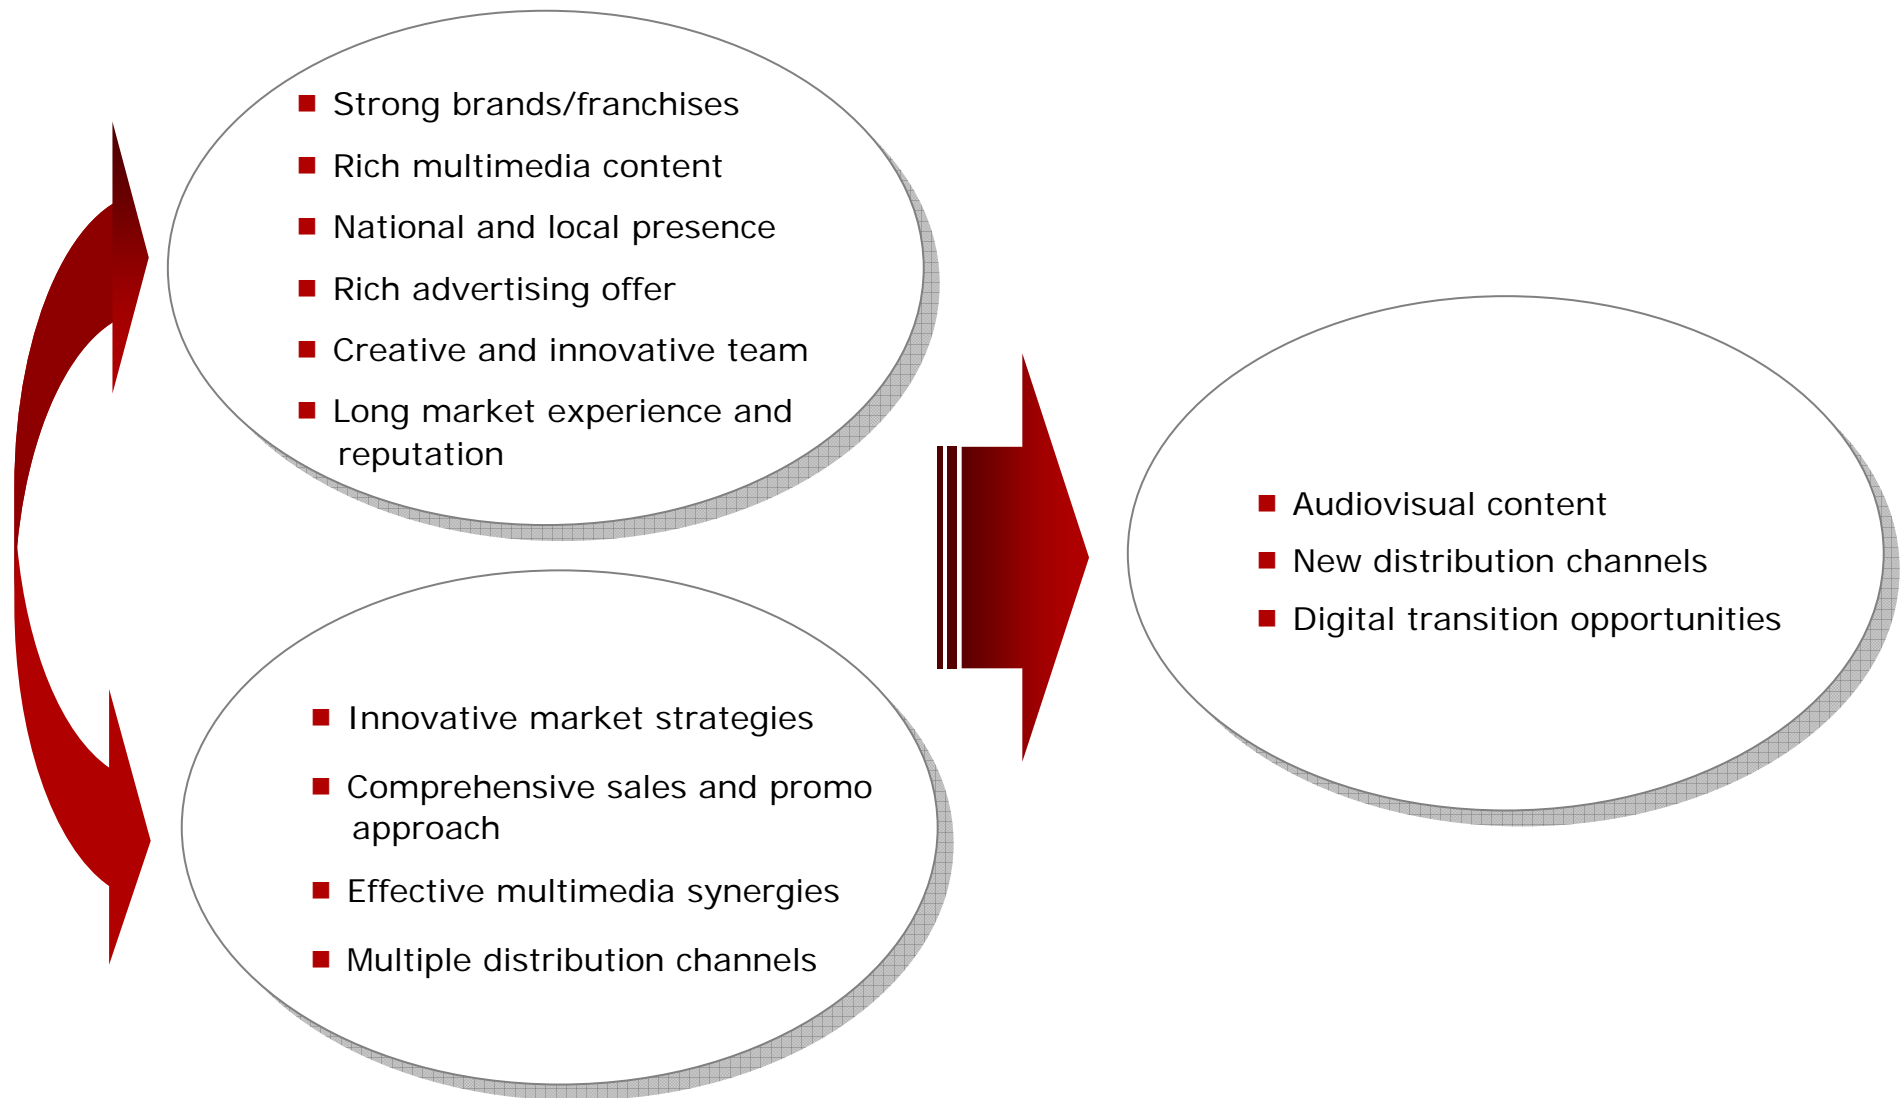 Strong brands/franchises
Rich multimedia content
National and local presence
Rich advertising offer
Creative and innovative team
Long market experience and
reputation
Innovative market strategies
Comprehensive sales and promo
approach
Effective multimedia synergies
Multiple distribution channels
Audiovisual content
New distribution channels
Digital transition opportunities